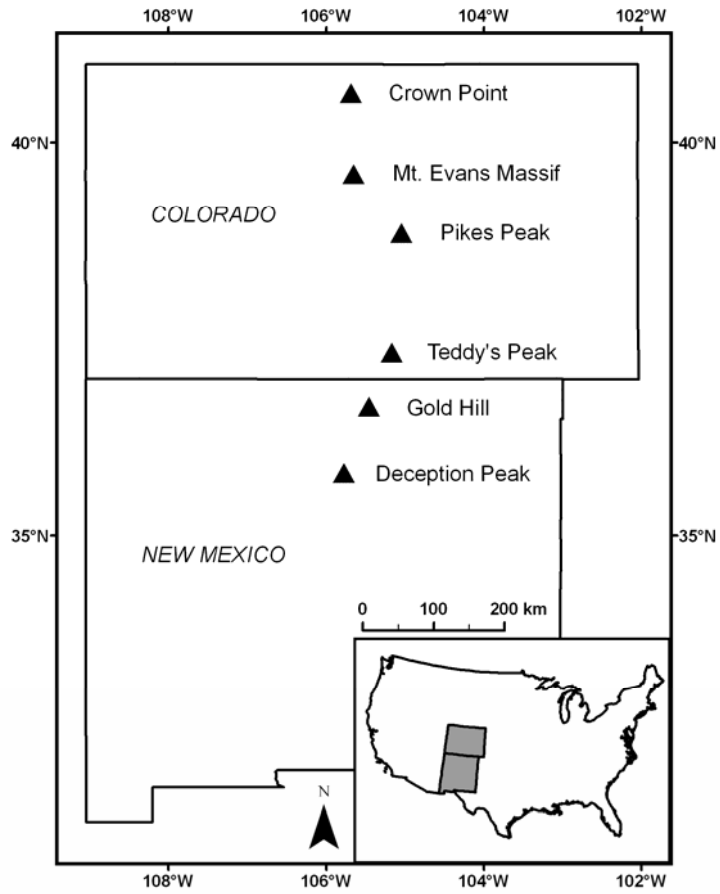 108°W 106°W 104°W 102°W
Crown Point
40°N 40°N
Mt. Evans Massif
COLORADO
Pikes Peak
Teddy's Peak
Gold Hill
Deception Peak
35°N 35°N
NEW MEXICO
0 100 200 km
N
108°W 106°W 104°W 102°W